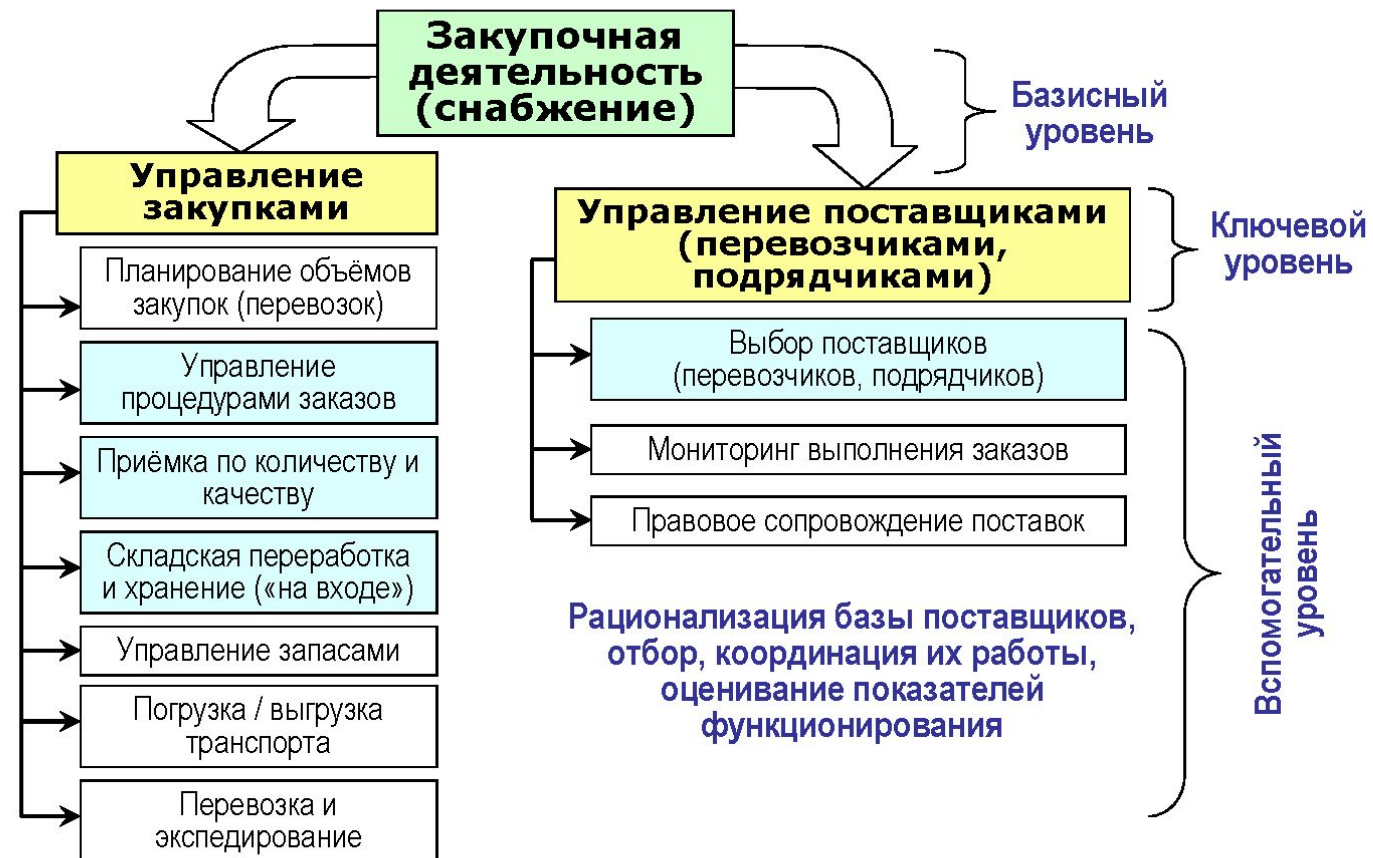 Закупочная
деятельность
(снабжение)
Базисный
уровень
Управление
закупками
Планирование объёмов
закупок (перевозок)
Управление
процедурами заказов
Приёмка по количеству и
качеству
Складская переработка
и хранение («на входе»)
Управление запасами
Погрузка / выгрузка
транспорта
Перевозка и
экспедирование
Управление поставщиками
(перевозчиками,
подрядчиками)
Ключевой
уровень
Выбор поставщиков
(перевозчиков, подрядчиков)
Мониторинг выполнения заказов
Правовое сопровождение поставок
Рационализация базы поставщиков,
отбор, координация их работы,
оценивание показателей
функционирования
Вспомогательный
уровень